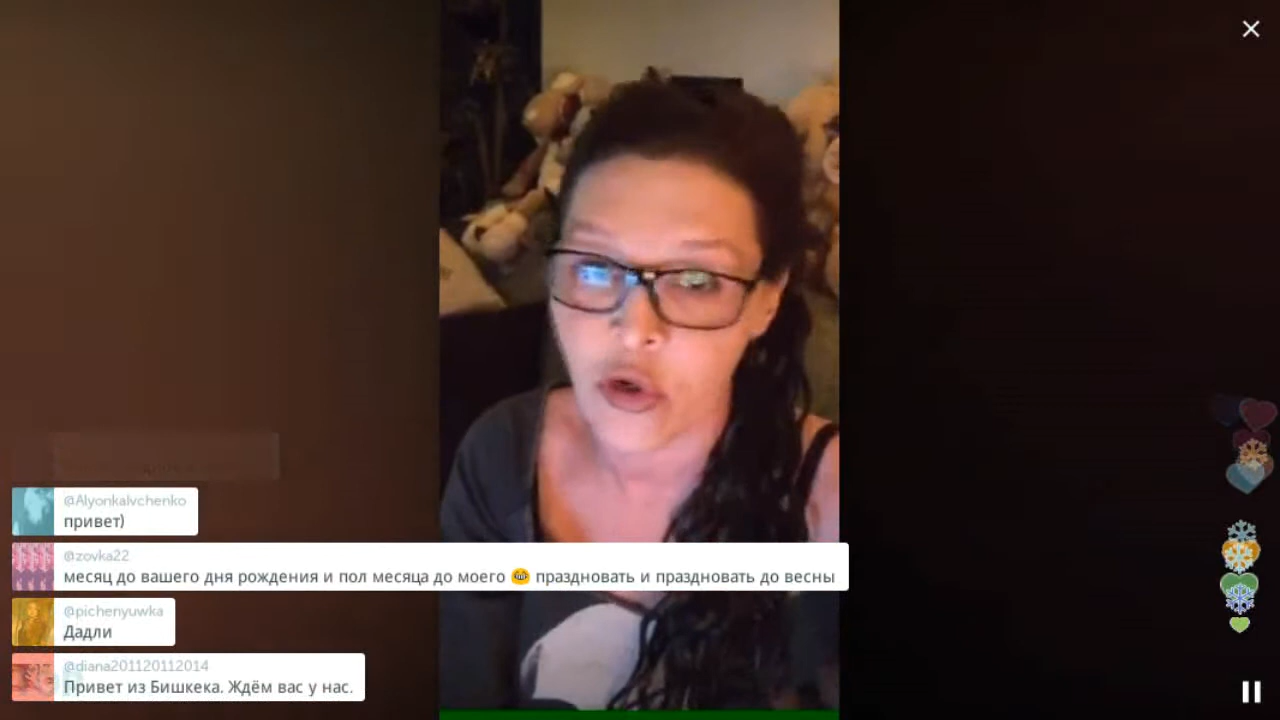 @Alyonkalvchenko
привет)
@zovka22
месяц до вашего дня рождения и пол месяца до моего 😂 праздновать и праздновать до весны
@pichenyuwka
Дадли
@diana201120112014
Привет из Бишкека. Ждём вас у нас.